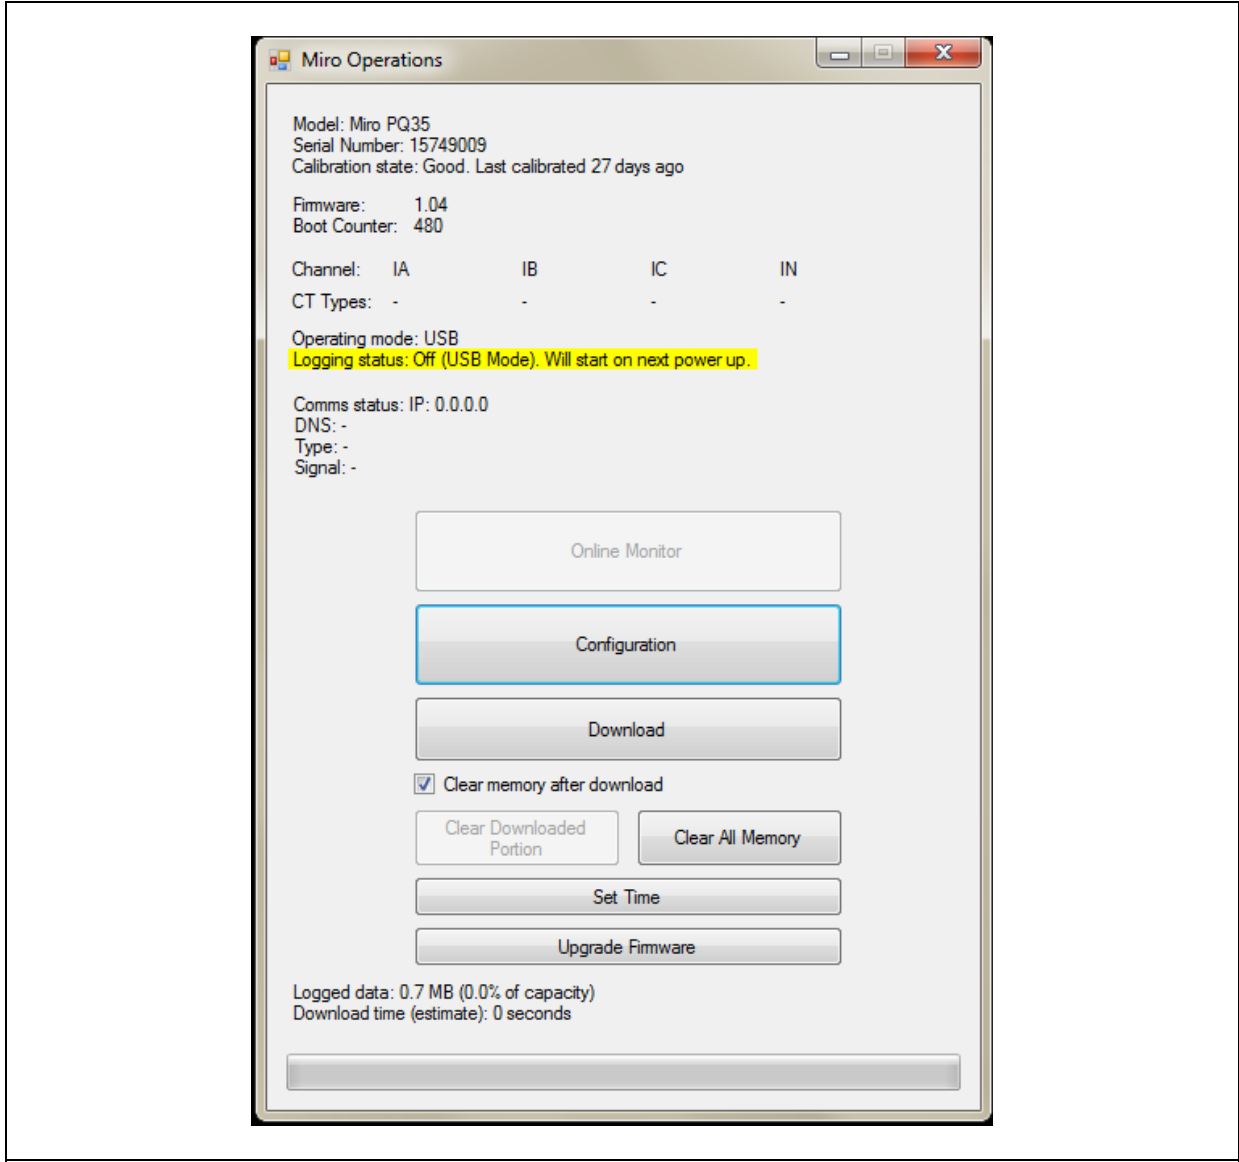 Miro Operations
Model: Miro PQ35
Serial Number: 15749009
Calibration state: Good. Last calibrated 27 days ago
Firmware: 1.04
Boot Counter: 480
Channel: IA IB IC IN
CT Types: - - - -
Operating mode: USB
Logging status: Off (USB Mode). Will start on next power up.
Comms status: IP: 0.0.0.0
DNS: -
Type: -
Signal: -
Online Monitor
Configuration
Download
Clear memory after download
Clear Downloaded
Portion
Clear All Memory
Set Time
Upgrade Firmware
Logged data: 0.7 MB (0.0% of capacity)
Download time (estimate): 0 seconds